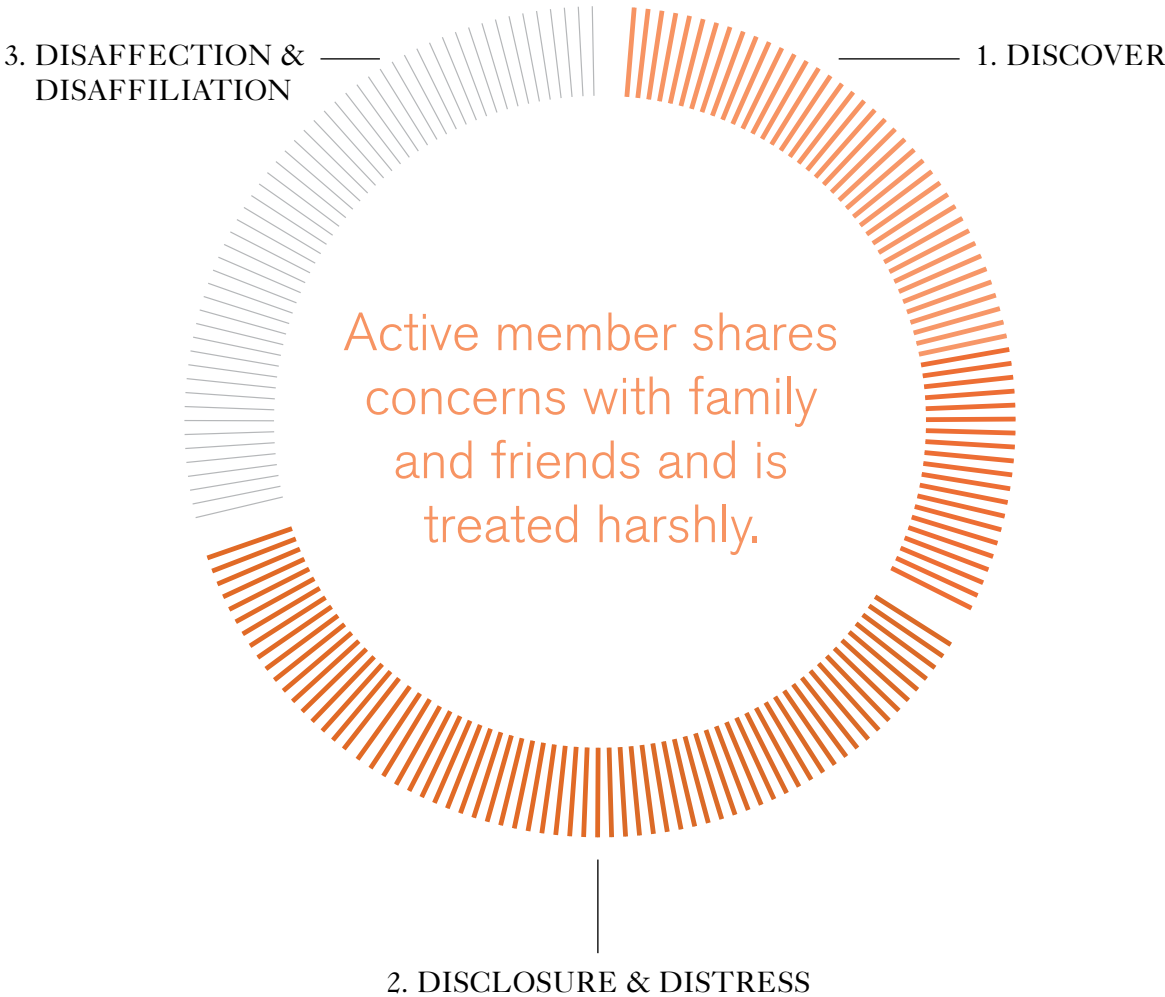 3. DISAFFECTION &
DISAFFILIATION
1. DISCOVER
Active member shares
concerns with family
and friends and is
treated harshly.
2. DISCLOSURE & DISTRESS